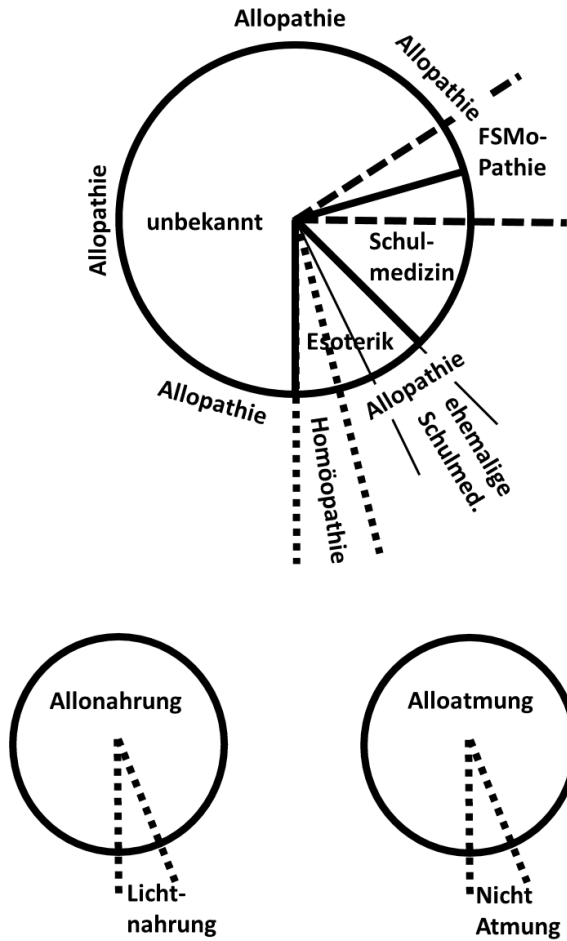 Allopathie
Allopathie
FSMo-
Pathie
Allopathie
unbekannt
Schul-
medizin
Esoterik
Allopathie
Allopathie
ehemalige
Schulmed.
Homöopathie
Allonahrung
Licht-
nahrung
Alloatmung
Nicht
Atmung